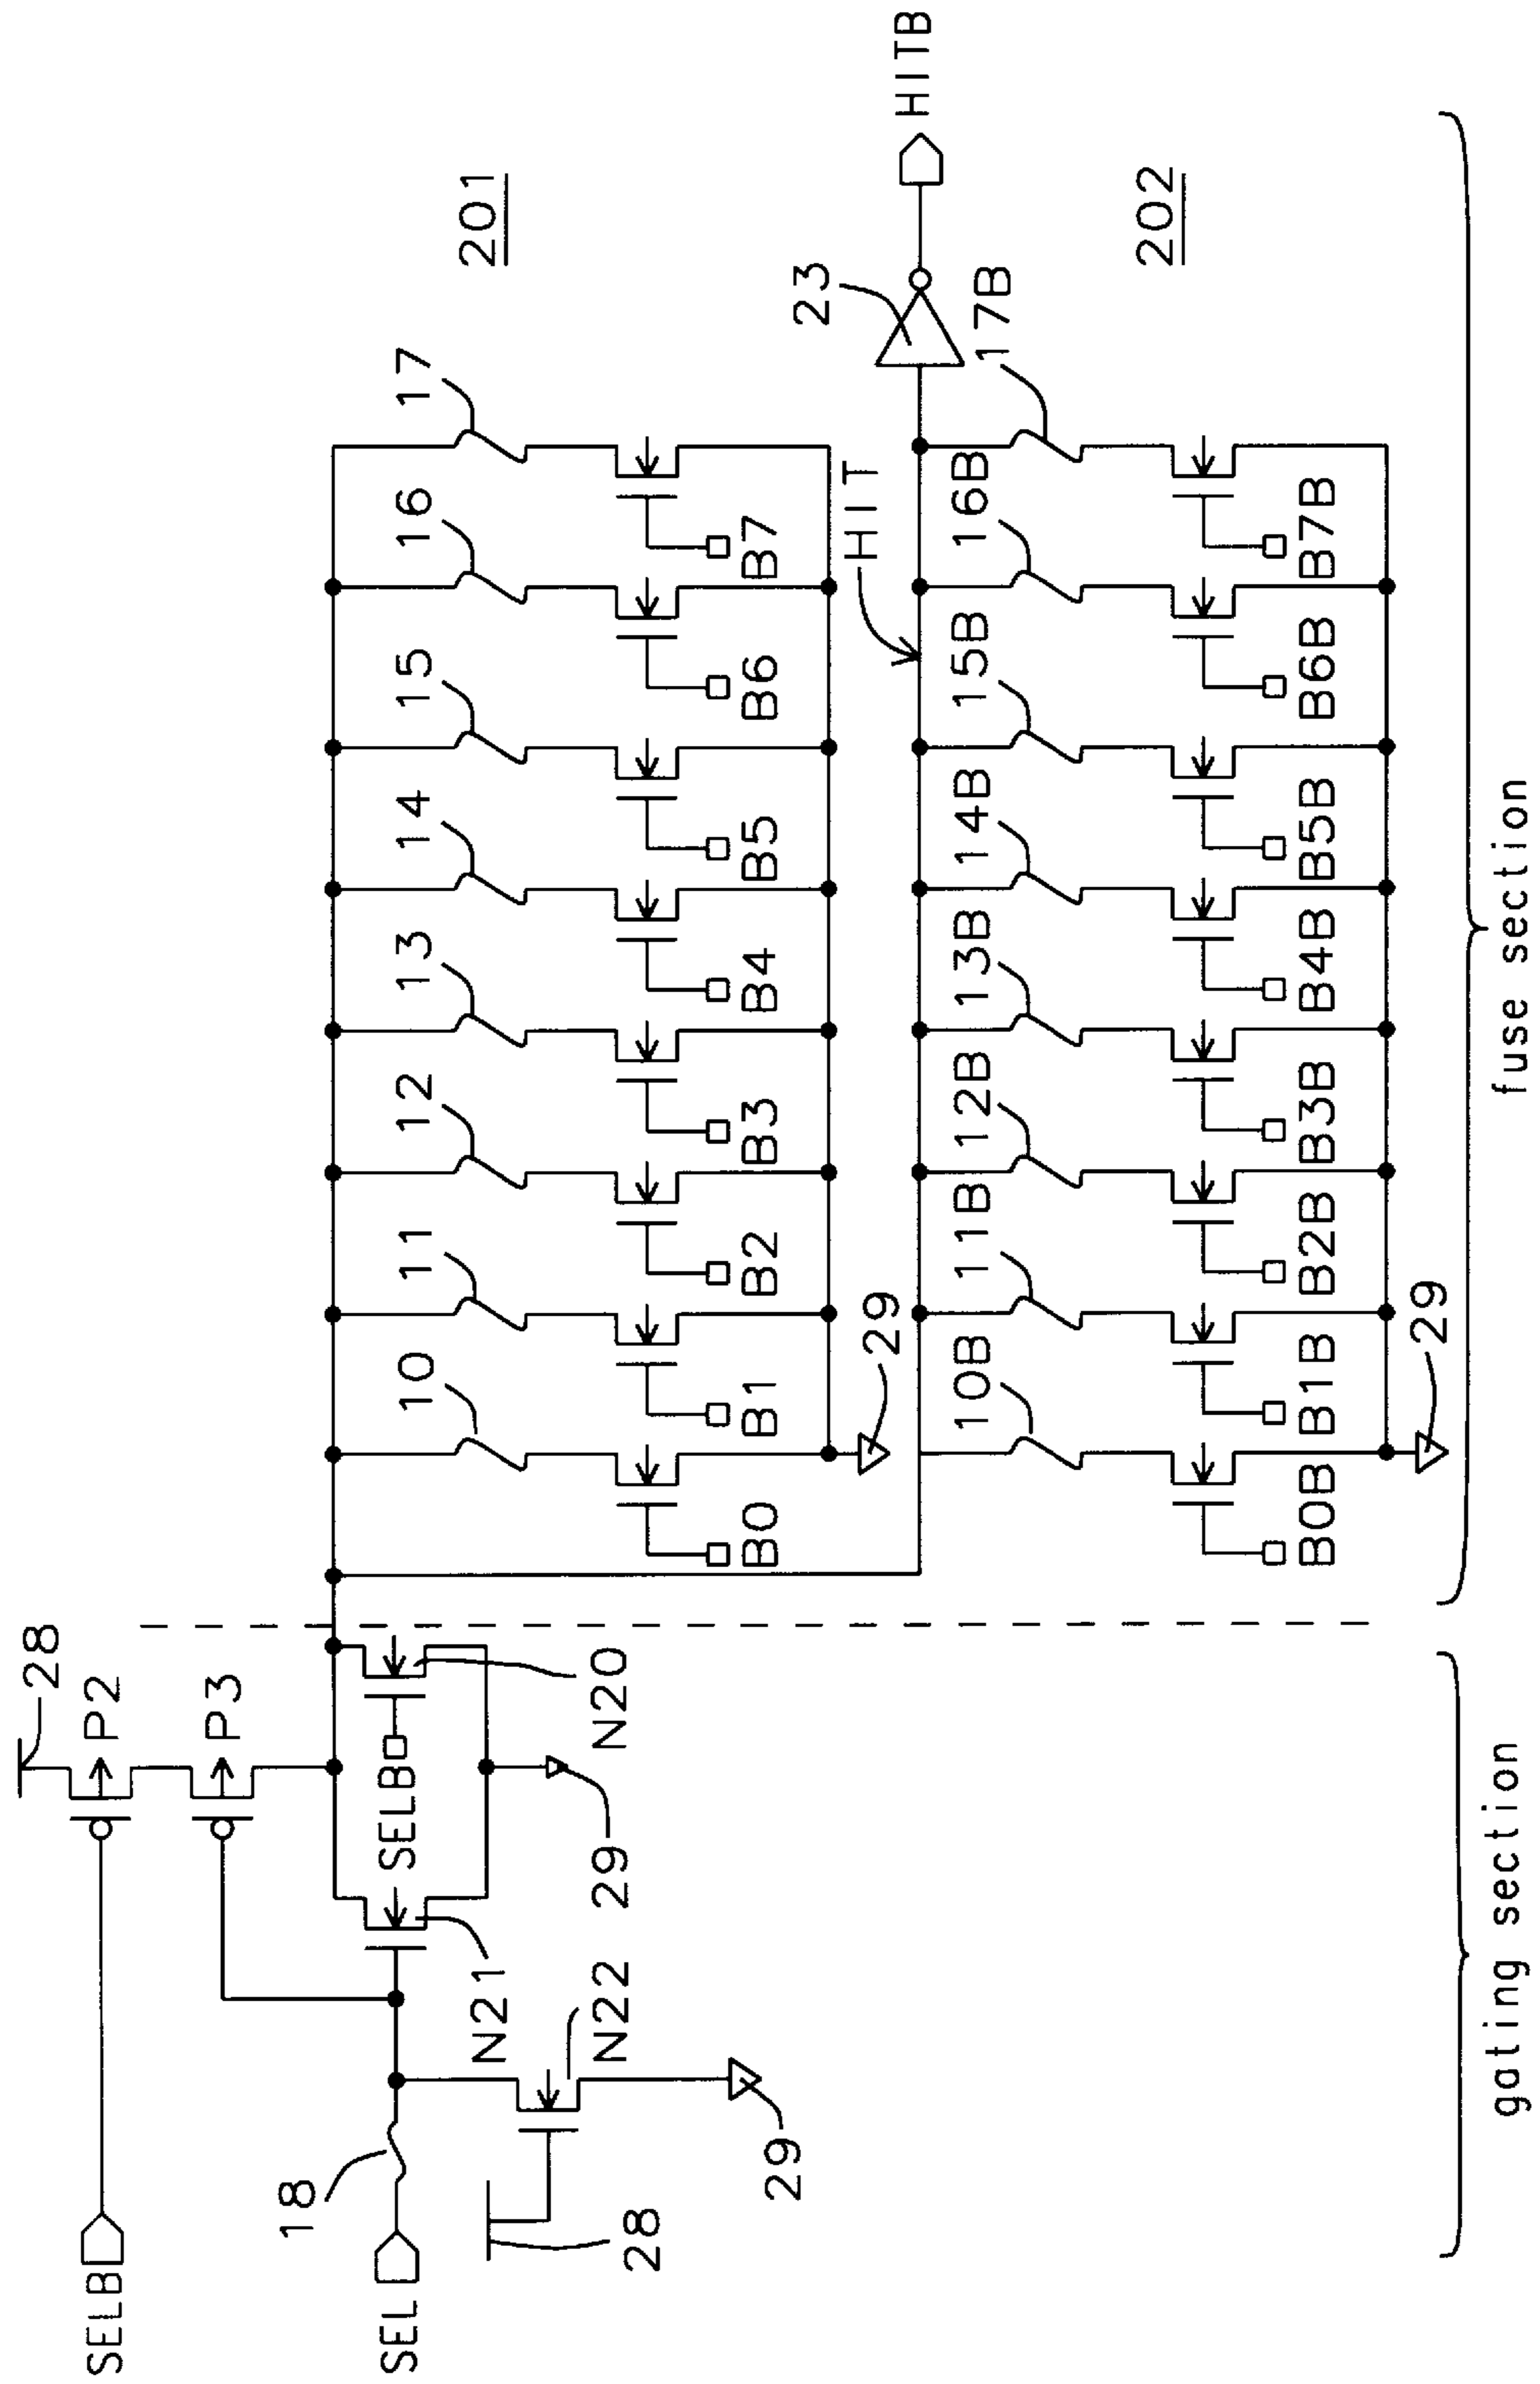 28
SELB
P2
P3
201
10
11
12
13
14
15
16
17
18
SEL
SELB
N20
N21
29
N22
28
29
B0
B1
B2
B3
B4
B5
B6
B7
29
HIT
23
HITB
10B
11B
12B
13B
14B
15B
16B
17B
202
B0B
B1B
B2B
B3B
B4B
B5B
B6B
B7B
29
gating section
fuse section